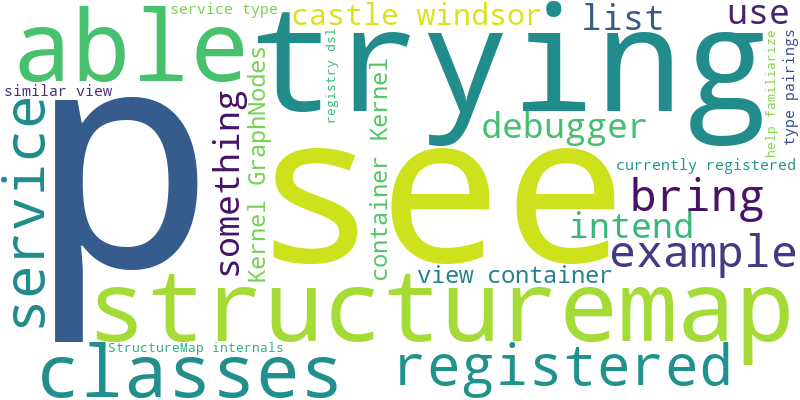 service type
castle windsor
list
use
able
trying
similar view
p
see
service
something
Kernel GraphNodes
registry dsl
container Kernel
debugger
help familiarize
type pairings
currently registered
bring
intend
example
view container
structuremap
StructureMap internals
classes
registered